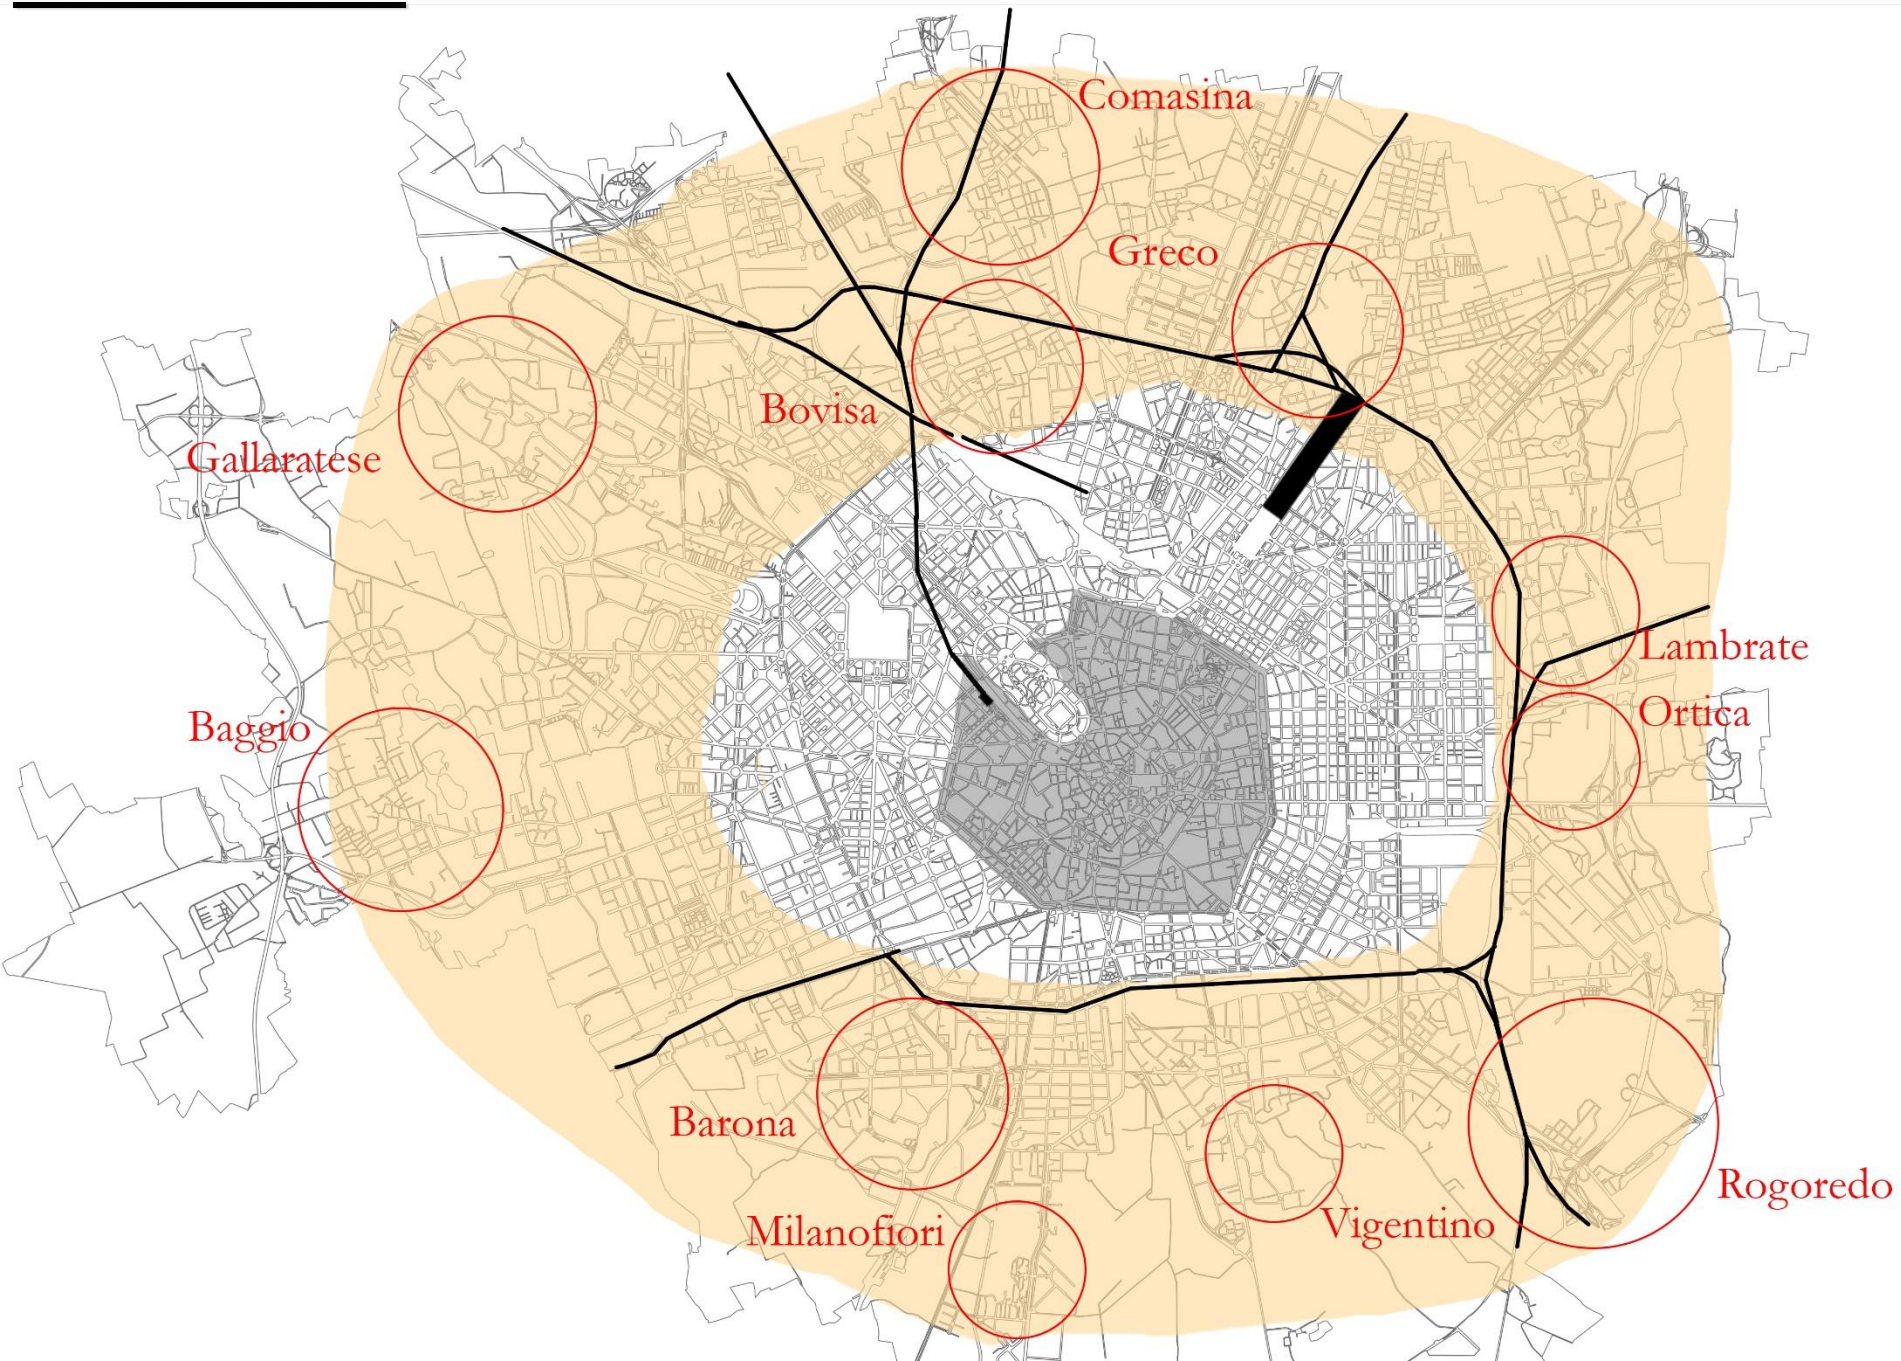 Comasina
Greco
Bovisa
Gallaratese
Lambrate
Ortica
Baggio
Barona
Rogoredo
Milanofiori
Vigentino